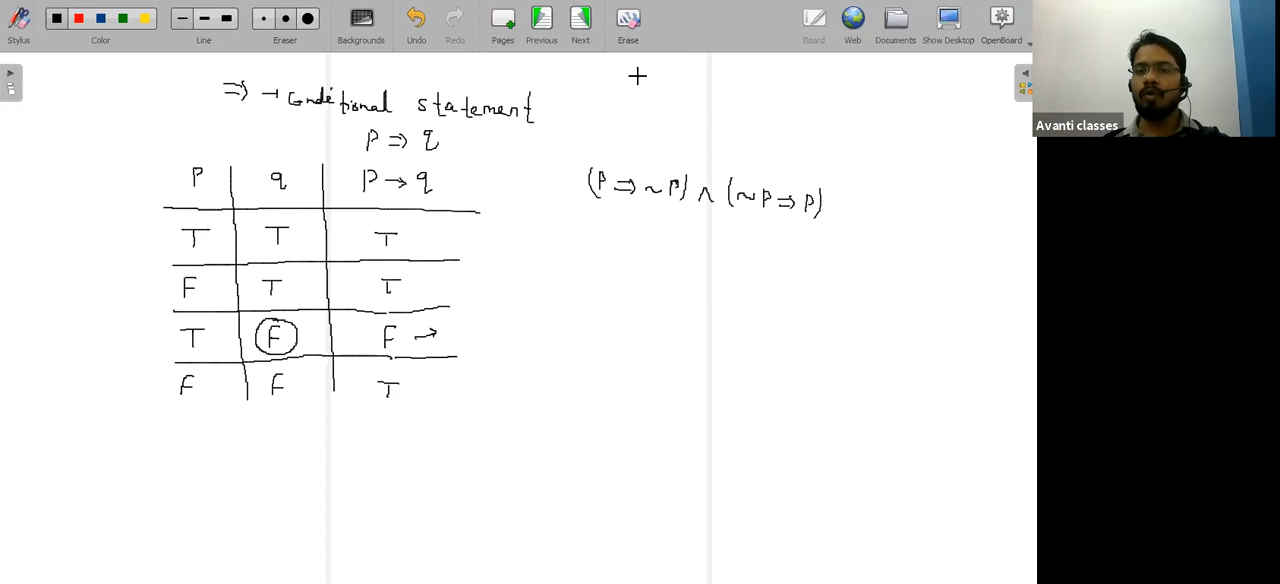 Stylus Color Line Eraser Backgrounds Undo Redo Pages Previous Next Erase Board Web Documents Show Desktop OpenBoard
Avanti classes
⇒ → Conditional statement
P ⇒ q
P q P → q
T T T
F T T
T F F →
F F T
(P ⇒ ~P) ∧ (~P ⇒ P)